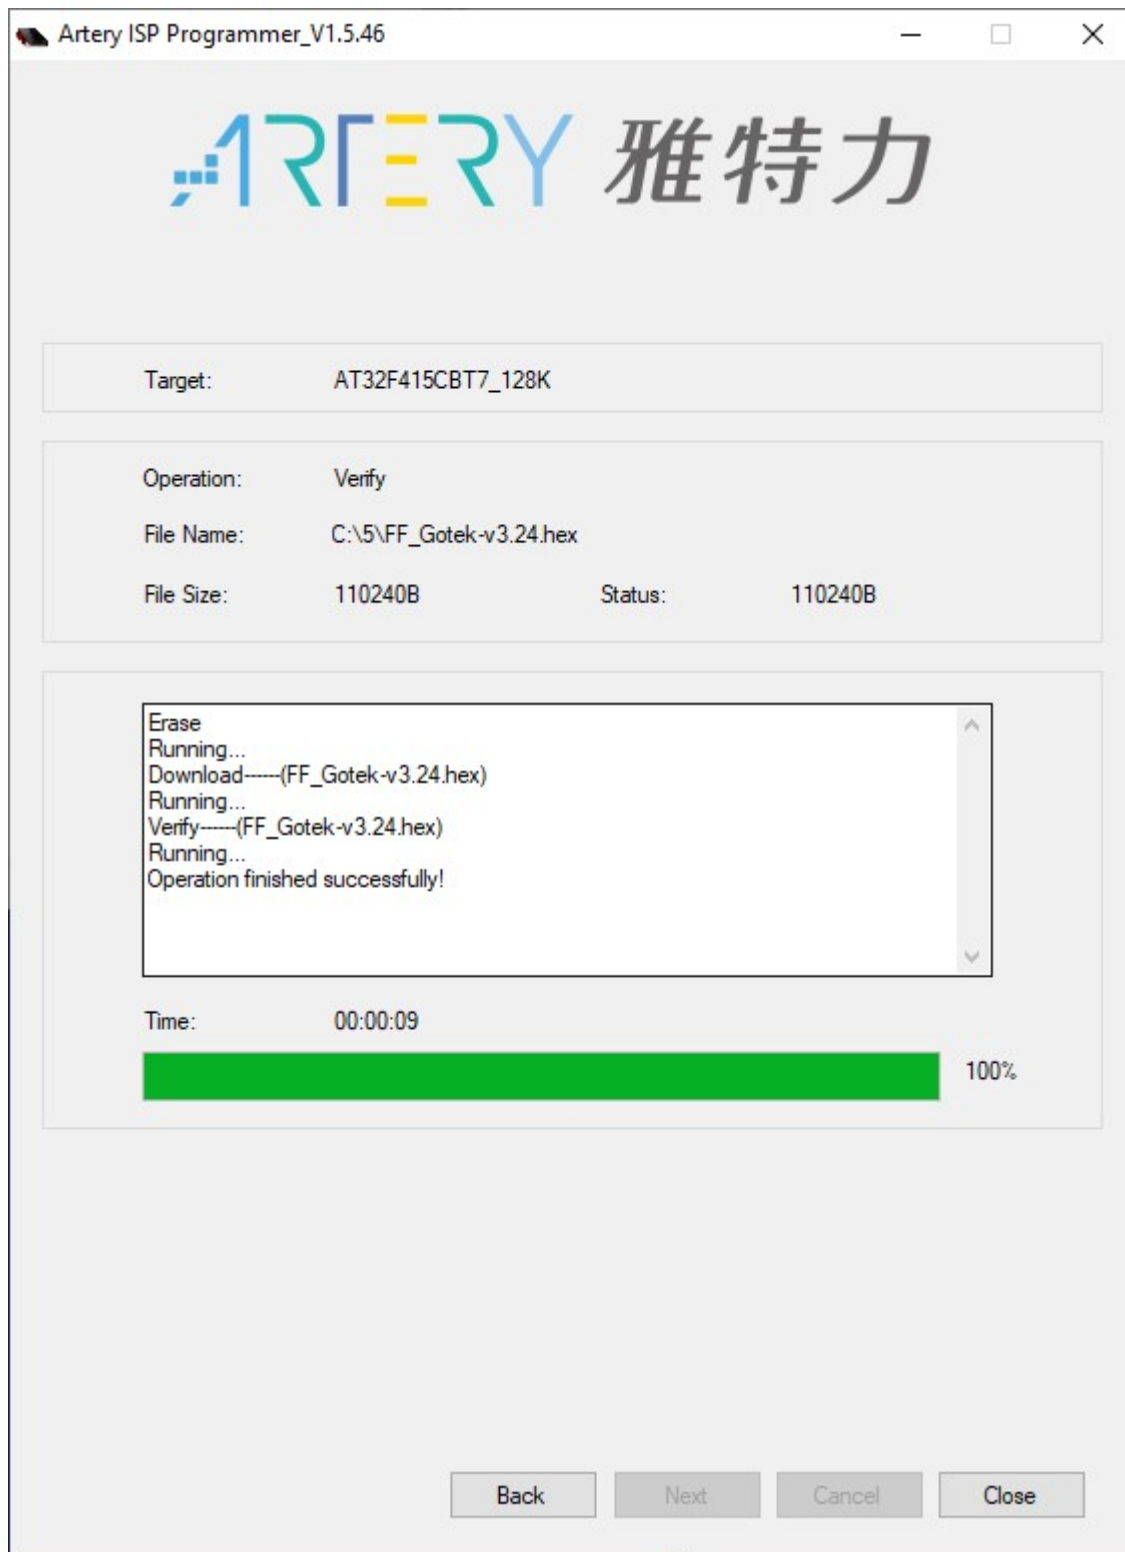 Artery ISP Programmer_V1.5.46
ARTERY 雅特力
Target: AT32F415CBT7_128K
Operation: Verify
File Name: C:\5\FF_Gotek-v3.24.hex
File Size: 110240B Status: 110240B
Erase
Running...
Download------(FF_Gotek-v3.24.hex)
Running...
Verify------(FF_Gotek-v3.24.hex)
Running...
Operation finished successfully!
Time: 00:00:09
100%
Back Next Cancel Close